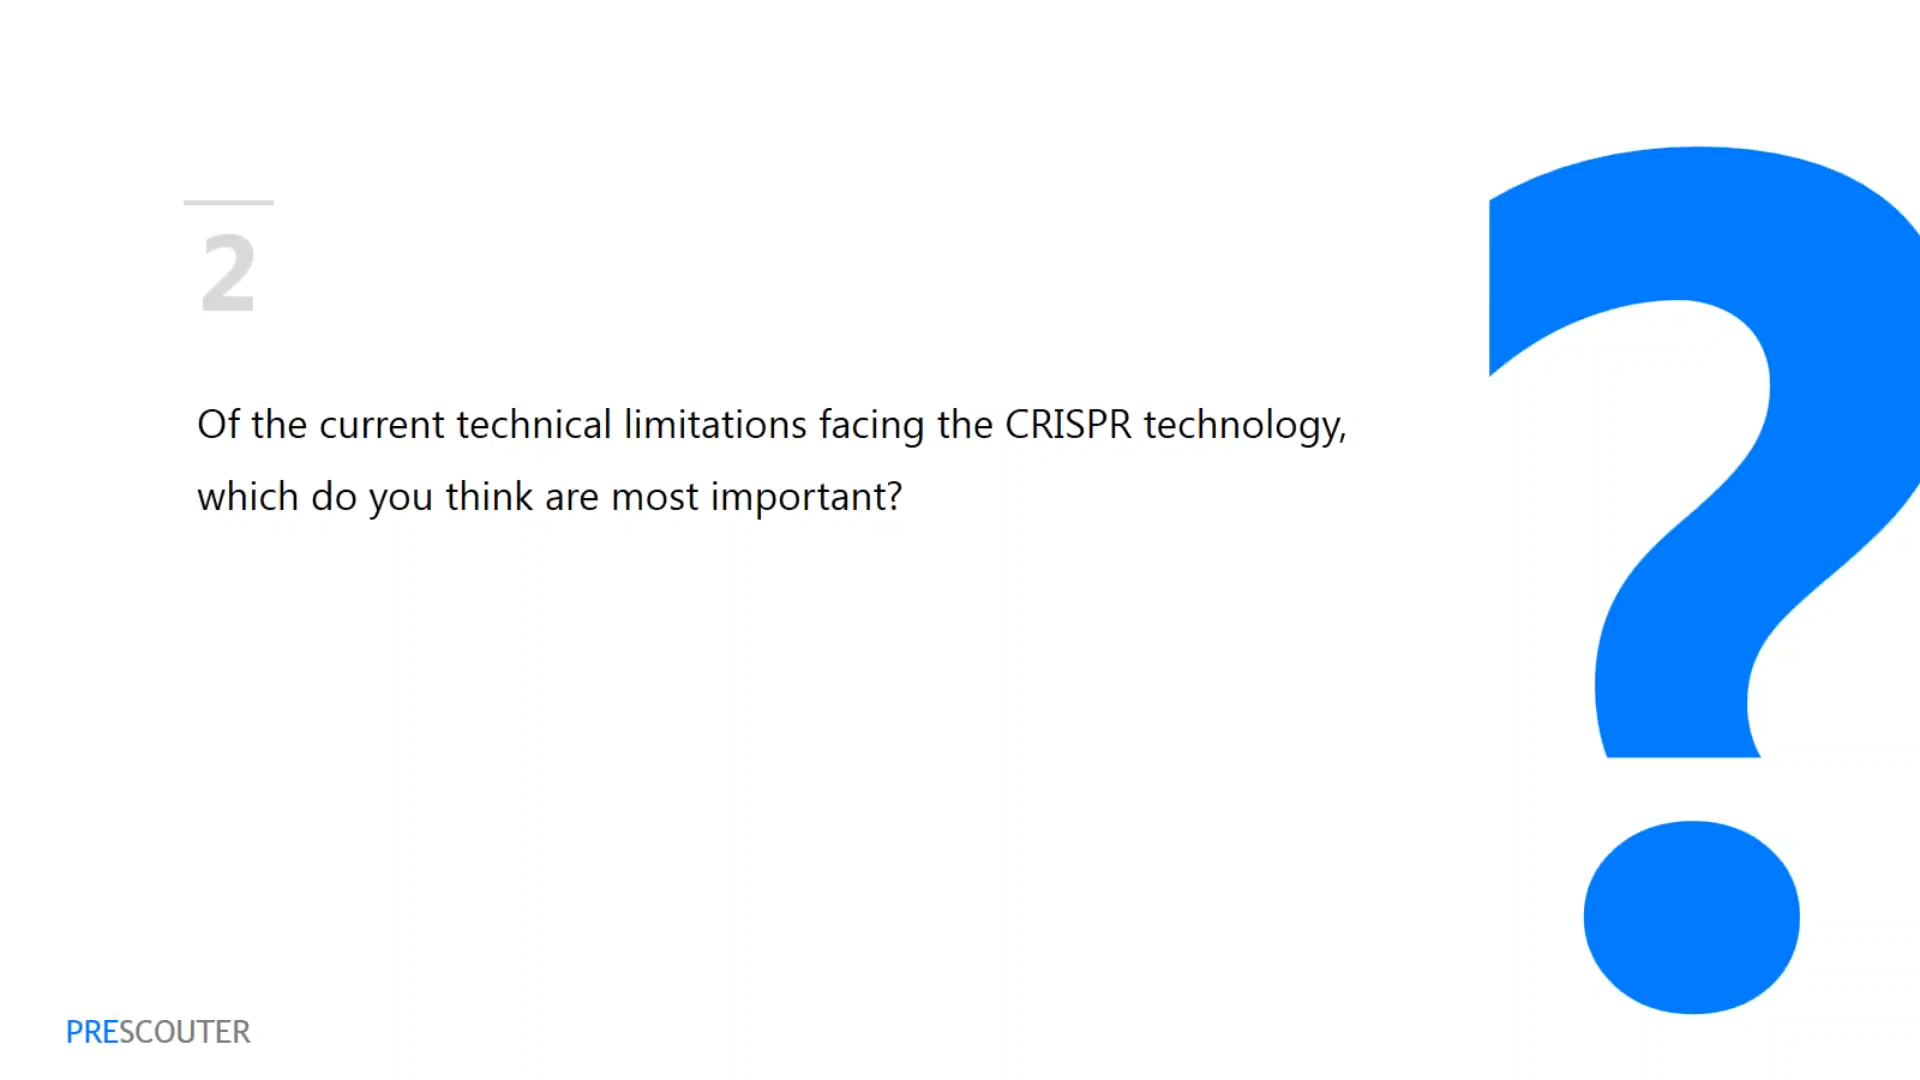 2
Of the current technical limitations facing the CRISPR technology,
which do you think are most important?
?
PRESCOUTER